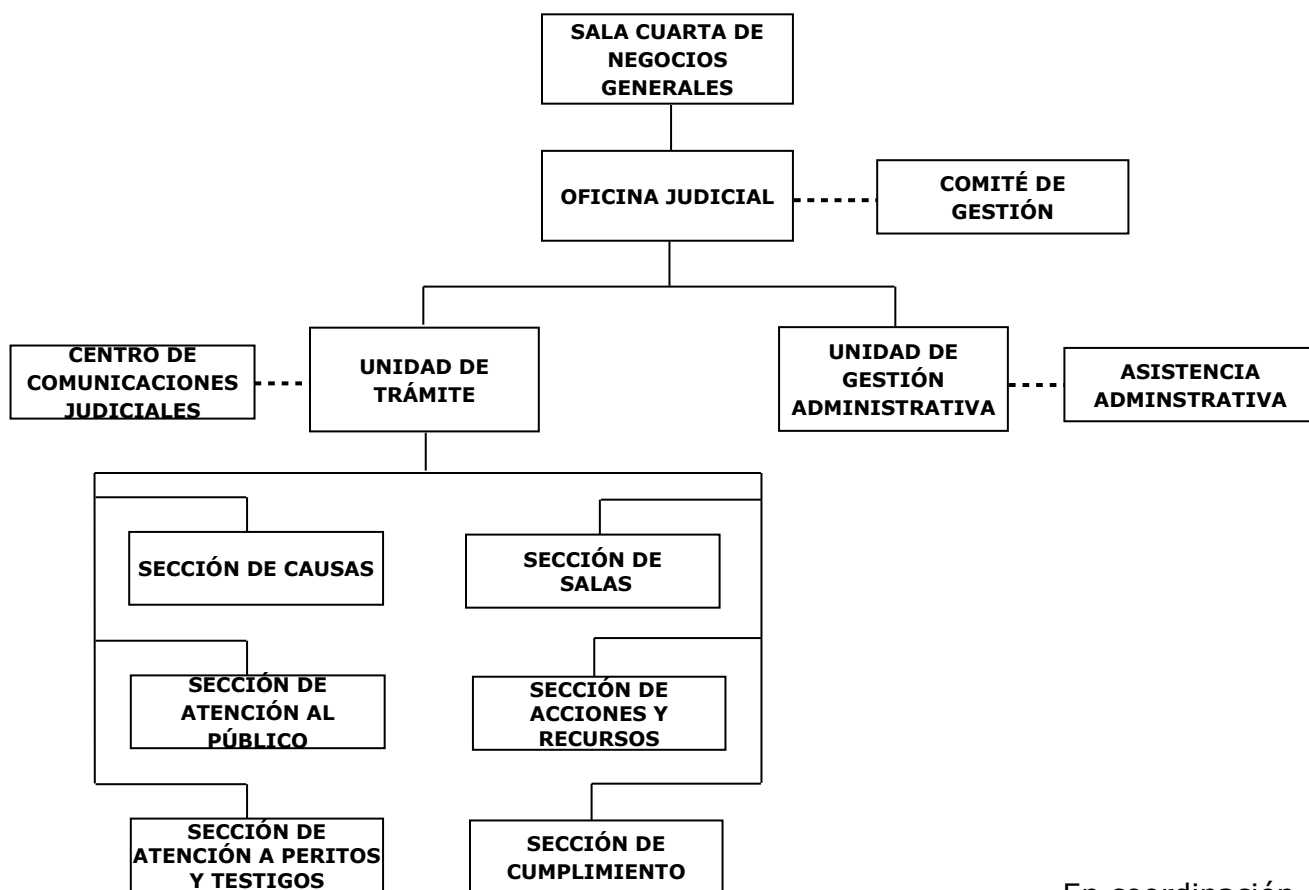 SALA CUARTA DE
NEGOCIOS
GENERALES
OFICINA JUDICIAL
COMITÉ DE
GESTIÓN
CENTRO DE
COMUNICACIONES
JUDICIALES
UNIDAD DE
TRÁMITE
UNIDAD DE
GESTIÓN
ADMINISTRATIVA
ASISTENCIA
ADMINSTRATIVA
SECCIÓN DE CAUSAS
SECCIÓN DE
SALAS
SECCIÓN DE
ATENCIÓN AL
PÚBLICO
SECCIÓN DE
ACCIONES Y
RECURSOS
SECCIÓN DE
ATENCIÓN A PERITOS
Y TESTIGOS
SECCIÓN DE
CUMPLIMIENTO
En coordinación